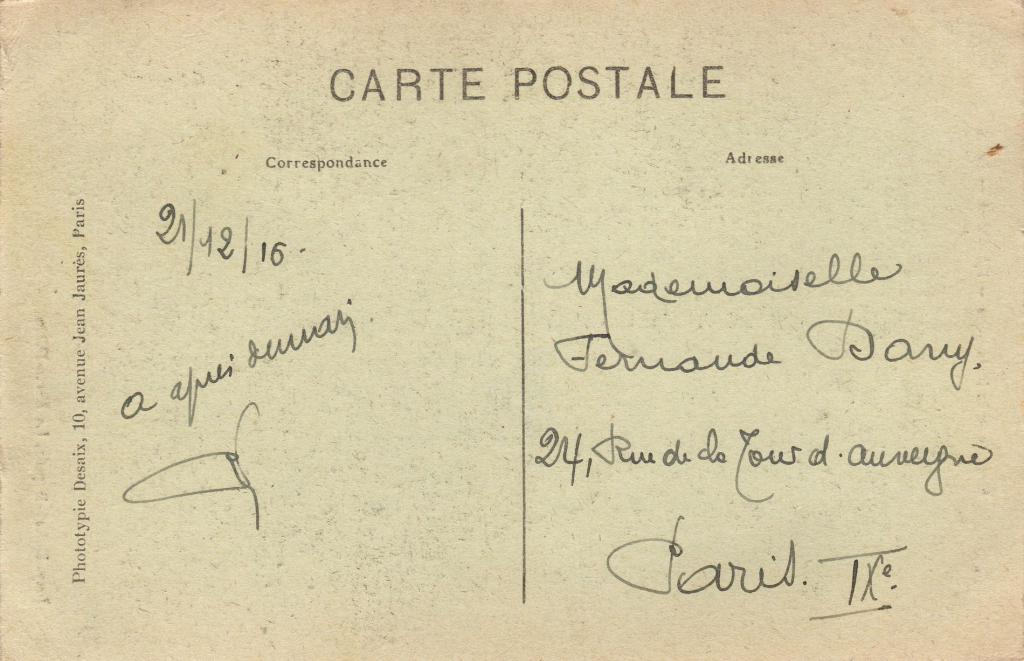 CARTE POSTALE
Correspondance
Adresse
Phototypie Desaix, 10, avenue Jean Jaurès, Paris
21/12/16.
a après demain.
Mademoiselle
Fernande Dany.
24, Rue de la Tour d'auvergne
Paris. IXe.